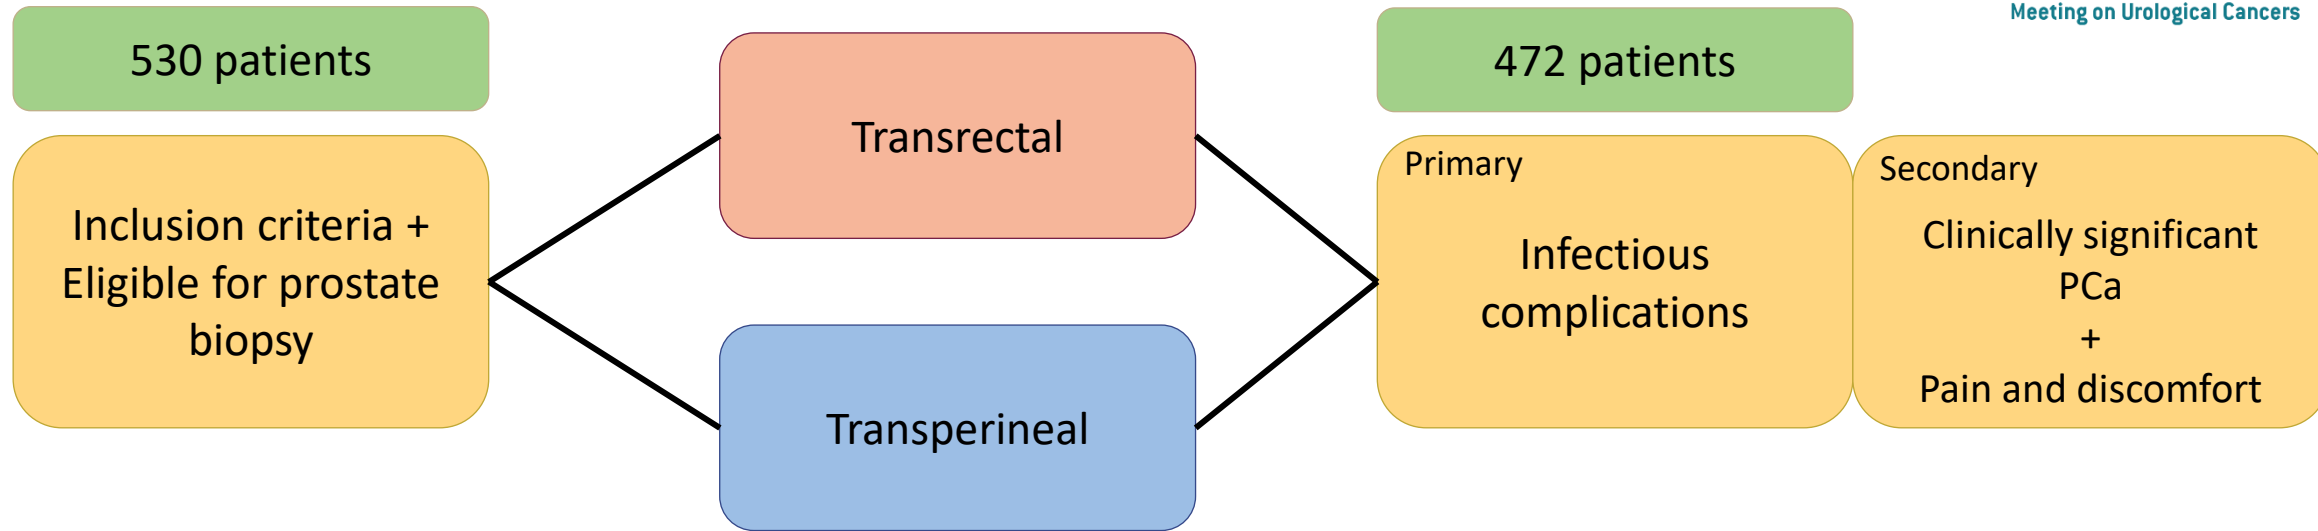 Meeting on Urological Cancers
530 patients
472 patients
Inclusion criteria +
Eligible for prostate
biopsy
Transrectal
Transperineal
Primary
Infectious
complications
Secondary
Clinically significant
PCa
+
Pain and discomfort